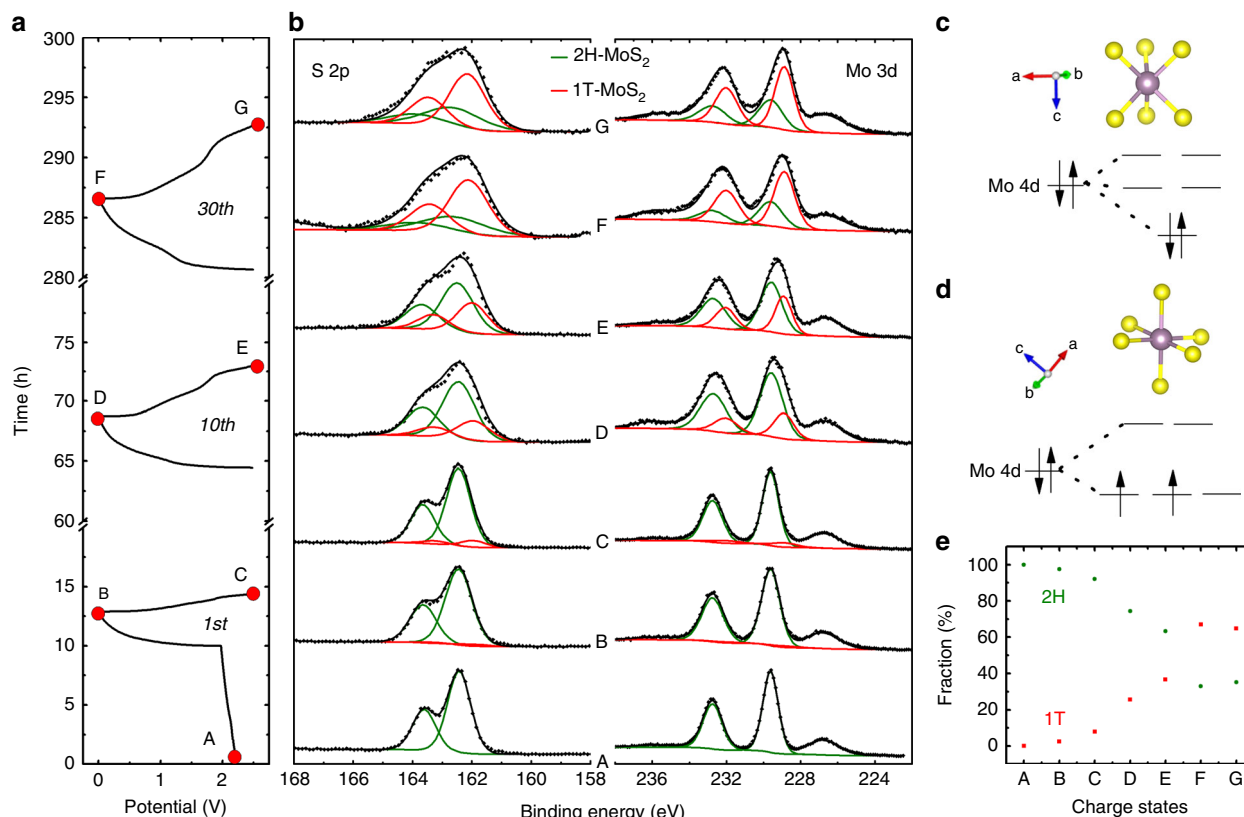 a
Time (h)
300
295
290
285
280
75
70
65
60
15
10
5
0
G
F
30th
E
D
10th
C
B
1st
A
0
1
2
Potential (V)
b
S 2p
2H-MoS2
1T-MoS2
Mo 3d
G
F
E
D
C
B
A
168 166 164 162 160 158
236 232 228 224
Binding energy (eV)
c
a
b
c
Mo 4d
d
c
a
b
Mo 4d
e
Fraction (%)
100
80
60
40
20
0
2H
1T
A B C D E F G
Charge states